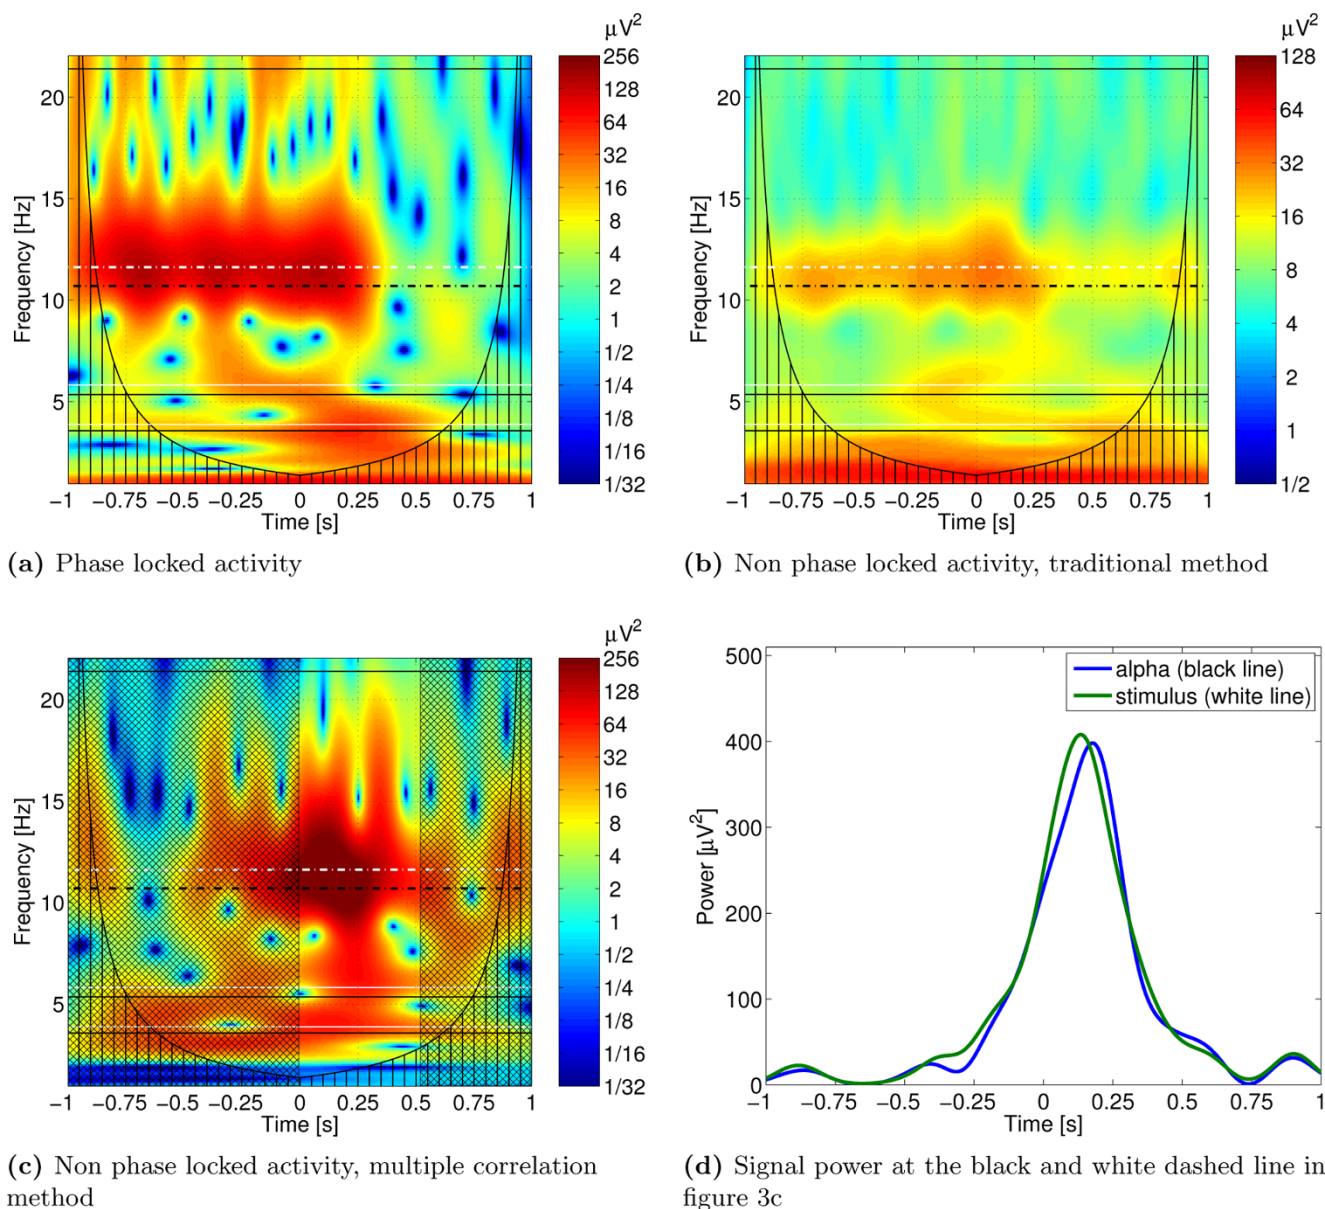 μV²
256
128
64
32
16
8
4
2
1
1/2
1/4
1/8
1/16
1/32
20
15
10
5
Frequency [Hz]
-1 -0.75 -0.5 -0.25 0 0.25 0.5 0.75 1
Time [s]
(a) Phase locked activity
μV²
128
64
32
16
8
4
2
1
1/2
20
15
10
5
Frequency [Hz]
-1 -0.75 -0.5 -0.25 0 0.25 0.5 0.75 1
Time [s]
(b) Non phase locked activity, traditional method
μV²
256
128
64
32
16
8
4
2
1
1/2
1/4
1/8
1/16
1/32
20
15
10
5
Frequency [Hz]
-1 -0.75 -0.5 -0.25 0 0.25 0.5 0.75 1
Time [s]
(c) Non phase locked activity, multiple correlation
method
500
400
300
200
100
0
Power [μV²]
alpha (black line)
stimulus (white line)
−1 −0.75 −0.5 −0.25 0 0.25 0.5 0.75 1
Time [s]
(d) Signal power at the black and white dashed line in
figure 3c